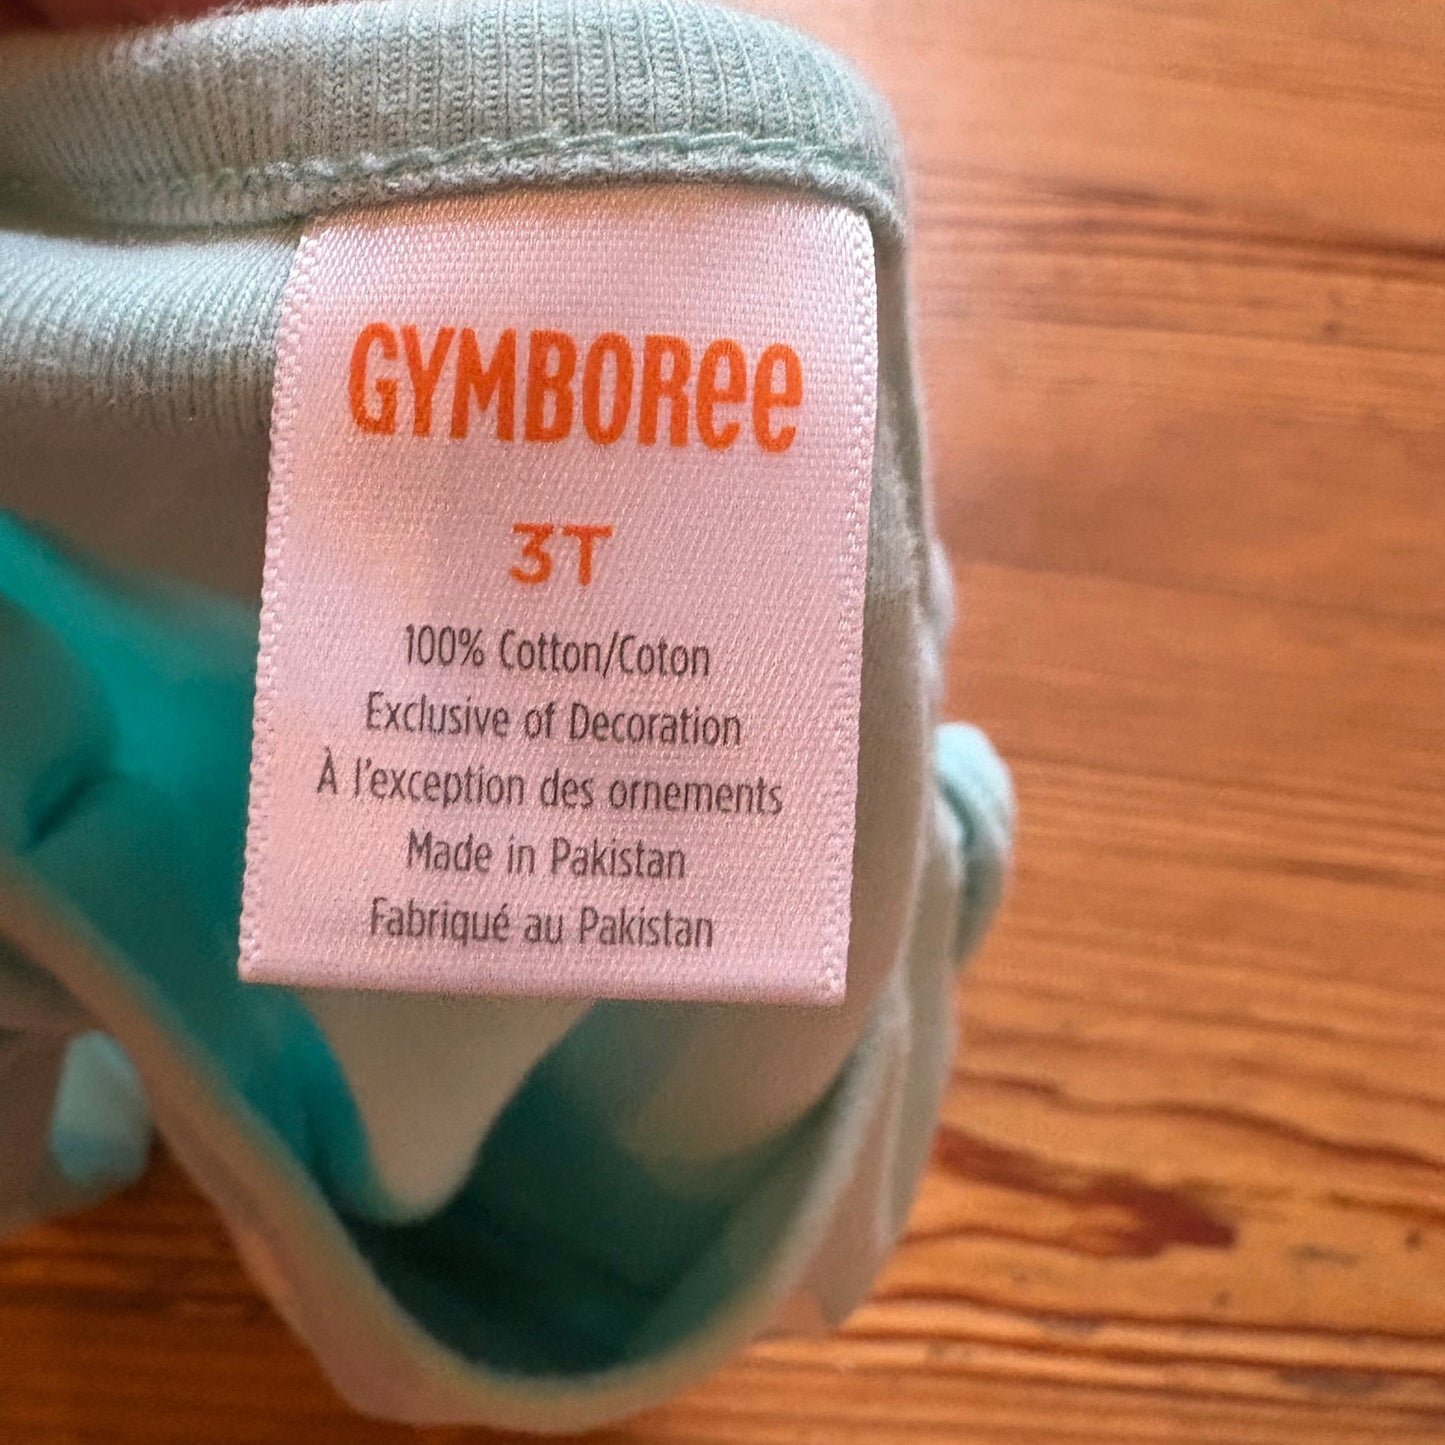 GYMBOREE
3T
100% Cotton/Coton
Exclusive of Decoration
À l'exception des ornements
Made in Pakistan
Fabriqué au Pakistan